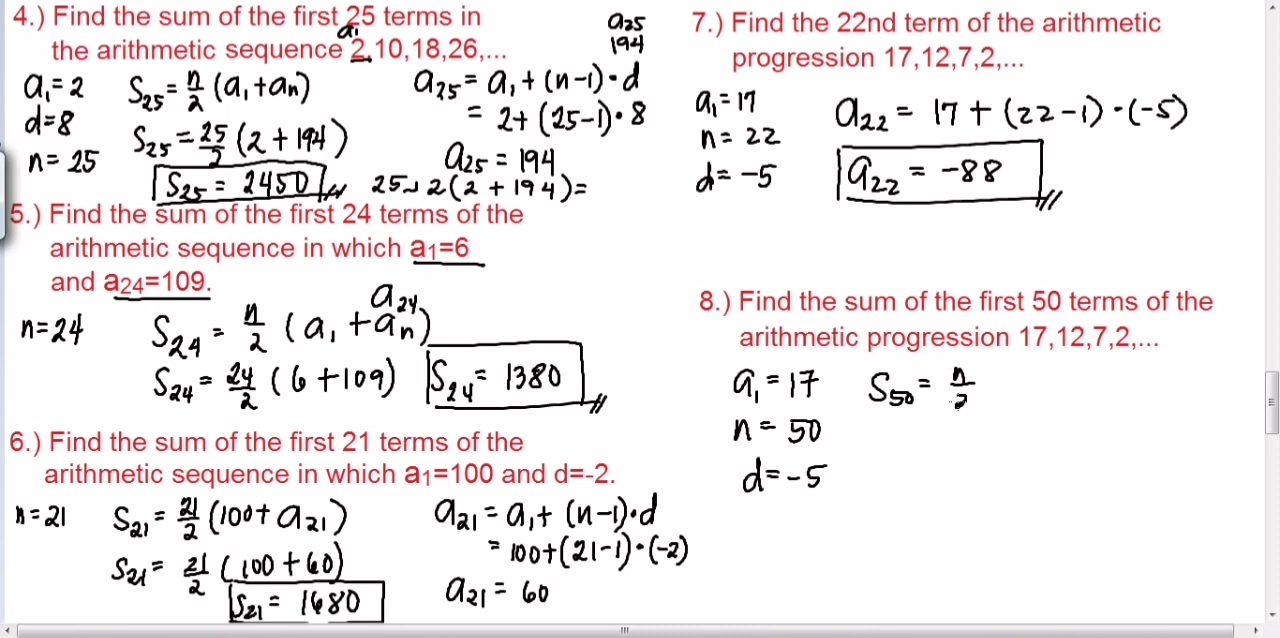 4.) Find the sum of the first 25 terms in
the arithmetic sequence 2,10,18,26,...
a1
a25
194
a1=2
d=8
n=25
S25=n/2(a1+an)
S25=25/2(2+194)
S25=2450
a25=a1+(n-1)·d
=2+(25-1)·8
a25=194
25÷2(2+194)=
5.) Find the sum of the first 24 terms of the
arithmetic sequence in which a1=6
and a24=109.
n=24
a24
S24=n/2(a1+an)
S24=24/2(6+109)
S24=1380
6.) Find the sum of the first 21 terms of the
arithmetic sequence in which a1=100 and d=-2.
n=21
S21=21/2(100+a21)
S21=21/2(100+60)
S21=1680
a21=a1+(n-1)·d
=100+(21-1)·(-2)
a21=60
7.) Find the 22nd term of the arithmetic
progression 17,12,7,2,...
a1=17
n=22
d=-5
a22=17+(22-1)·(-5)
a22=-88
8.) Find the sum of the first 50 terms of the
arithmetic progression 17,12,7,2,...
a1=17
n=50
d=-5
S50=n/2